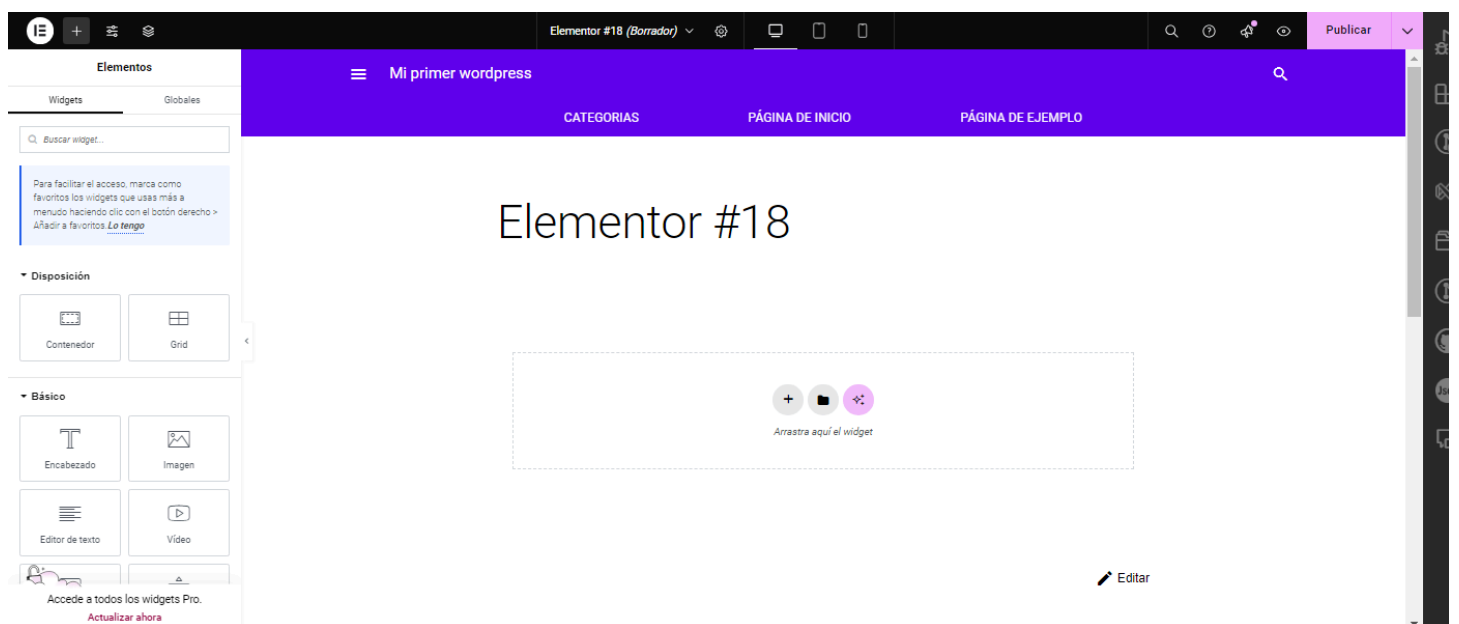 Elementor #18 (Borrador)
Publicar
Elementos
Widgets
Globales
Buscar widget...
Para facilitar el acceso, marca como
favoritos los widgets que usas más a
menudo haciendo clic con el botón derecho >
Añadir a favoritos. Lo tengo
Disposición
Contenedor
Grid
Básico
Encabezado
Imagen
Editor de texto
Vídeo
Accede a todos los widgets Pro.
Actualizar ahora
Mi primer wordpress
CATEGORIAS
PÁGINA DE INICIO
PÁGINA DE EJEMPLO
Elementor #18
Arrastra aquí el widget
Editar